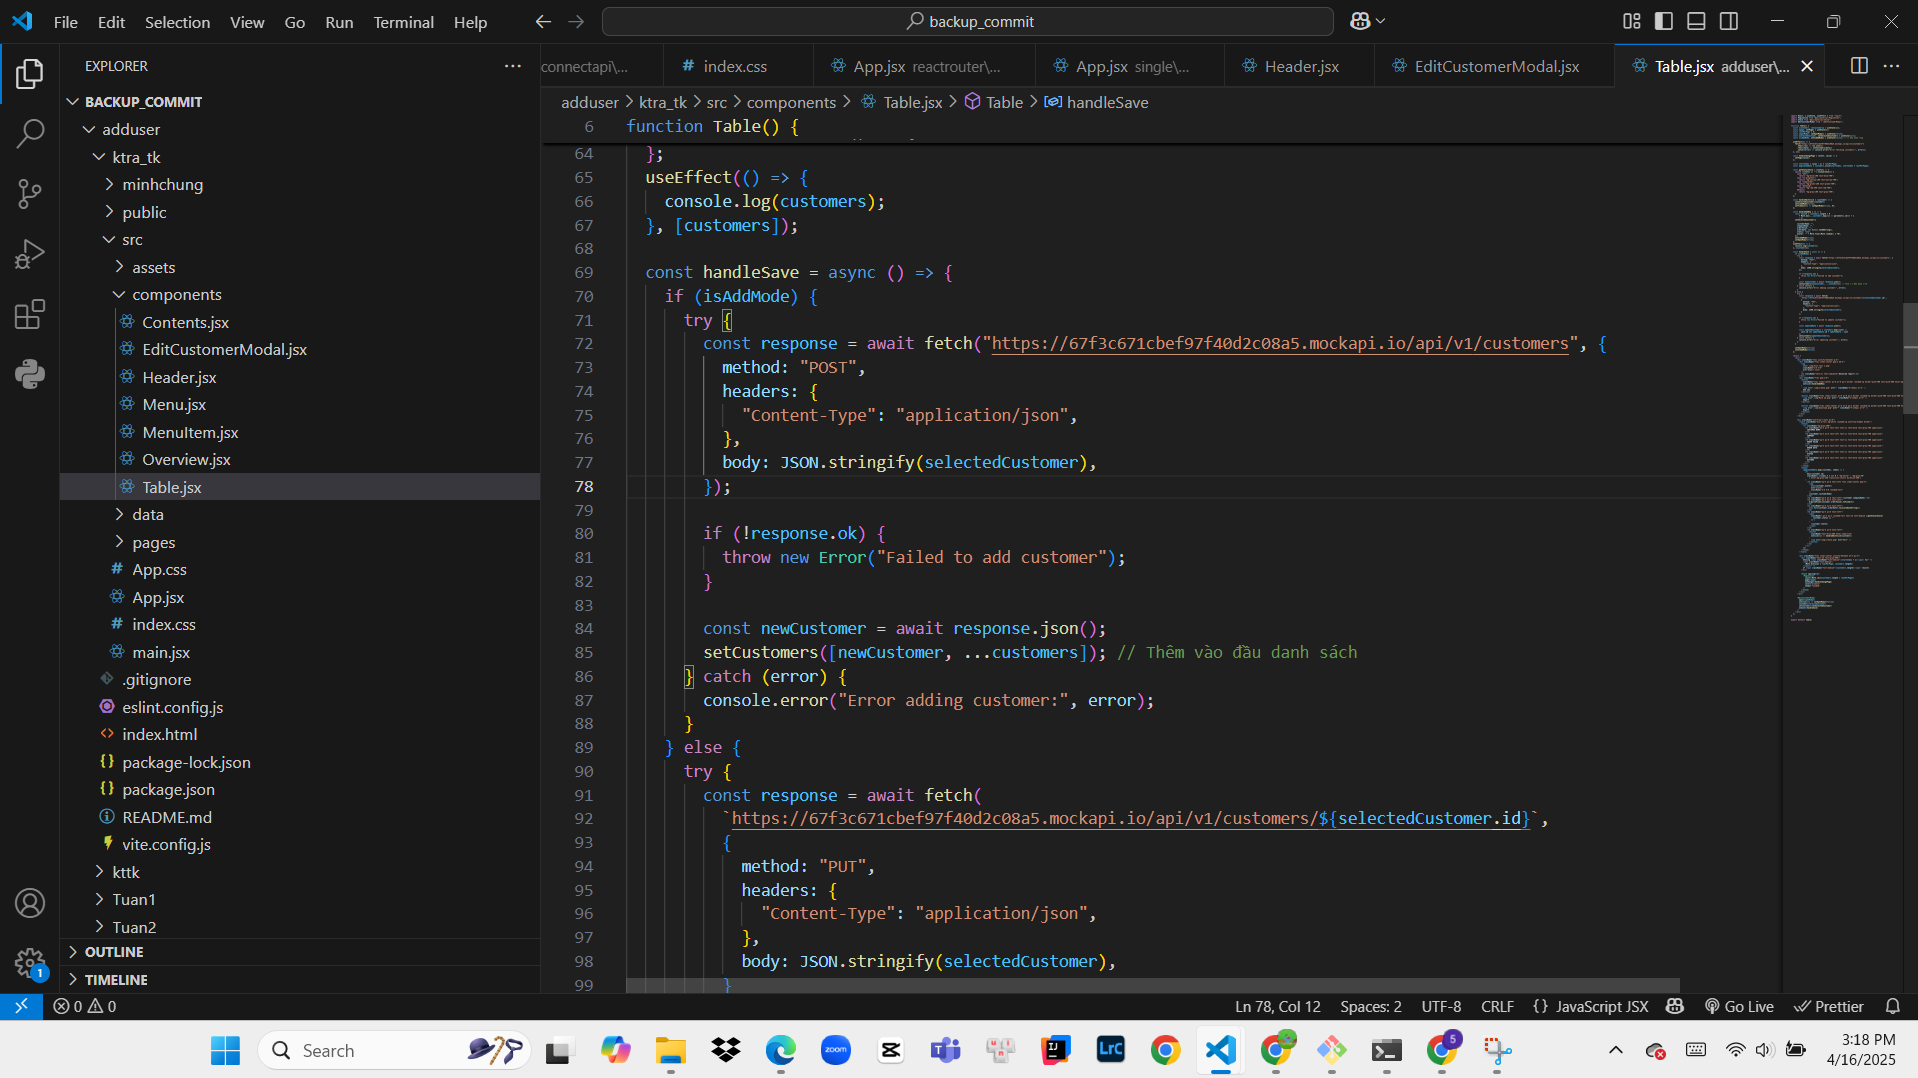 File Edit Selection View Go Run Terminal Help
backup_commit
EXPLORER
BACKUP_COMMIT
adduser
ktra_tk
minhchung
public
src
assets
components
Contents.jsx
EditCustomerModal.jsx
Header.jsx
Menu.jsx
MenuItem.jsx
Overview.jsx
Table.jsx
data
pages
App.css
App.jsx
index.css
main.jsx
.gitignore
eslint.config.js
index.html
package-lock.json
package.json
README.md
vite.config.js
kttk
Tuan1
Tuan2
OUTLINE
TIMELINE
1
connectapi\... # index.css App.jsx reactrouter\... App.jsx single\... Header.jsx EditCustomerModal.jsx Table.jsx adduser\...
adduser > ktra_tk > src > components > Table.jsx > Table > handleSave
6 function Table() {
64 };
65 useEffect(() => {
66 console.log(customers);
67 }, [customers]);
68
69 const handleSave = async () => {
70 if (isAddMode) {
71 try {
72 const response = await fetch("https://67f3c671cbef97f40d2c08a5.mockapi.io/api/v1/customers", {
73 method: "POST",
74 headers: {
75 "Content-Type": "application/json",
76 },
77 body: JSON.stringify(selectedCustomer),
78 });
79
80 if (!response.ok) {
81 throw new Error("Failed to add customer");
82 }
83
84 const newCustomer = await response.json();
85 setCustomers([newCustomer, ...customers]); // Thêm vào đầu danh sách
86 } catch (error) {
87 console.error("Error adding customer:", error);
88 }
89 } else {
90 try {
91 const response = await fetch(
92 `https://67f3c671cbef97f40d2c08a5.mockapi.io/api/v1/customers/${selectedCustomer.id}`,
93 {
94 method: "PUT",
95 headers: {
96 "Content-Type": "application/json",
97 },
98 body: JSON.stringify(selectedCustomer),
99 }
0 0
Ln 78, Col 12 Spaces: 2 UTF-8 CRLF {} JavaScript JSX Go Live Prettier
Search
zoom
LrC
5
3:18 PM
4/16/2025